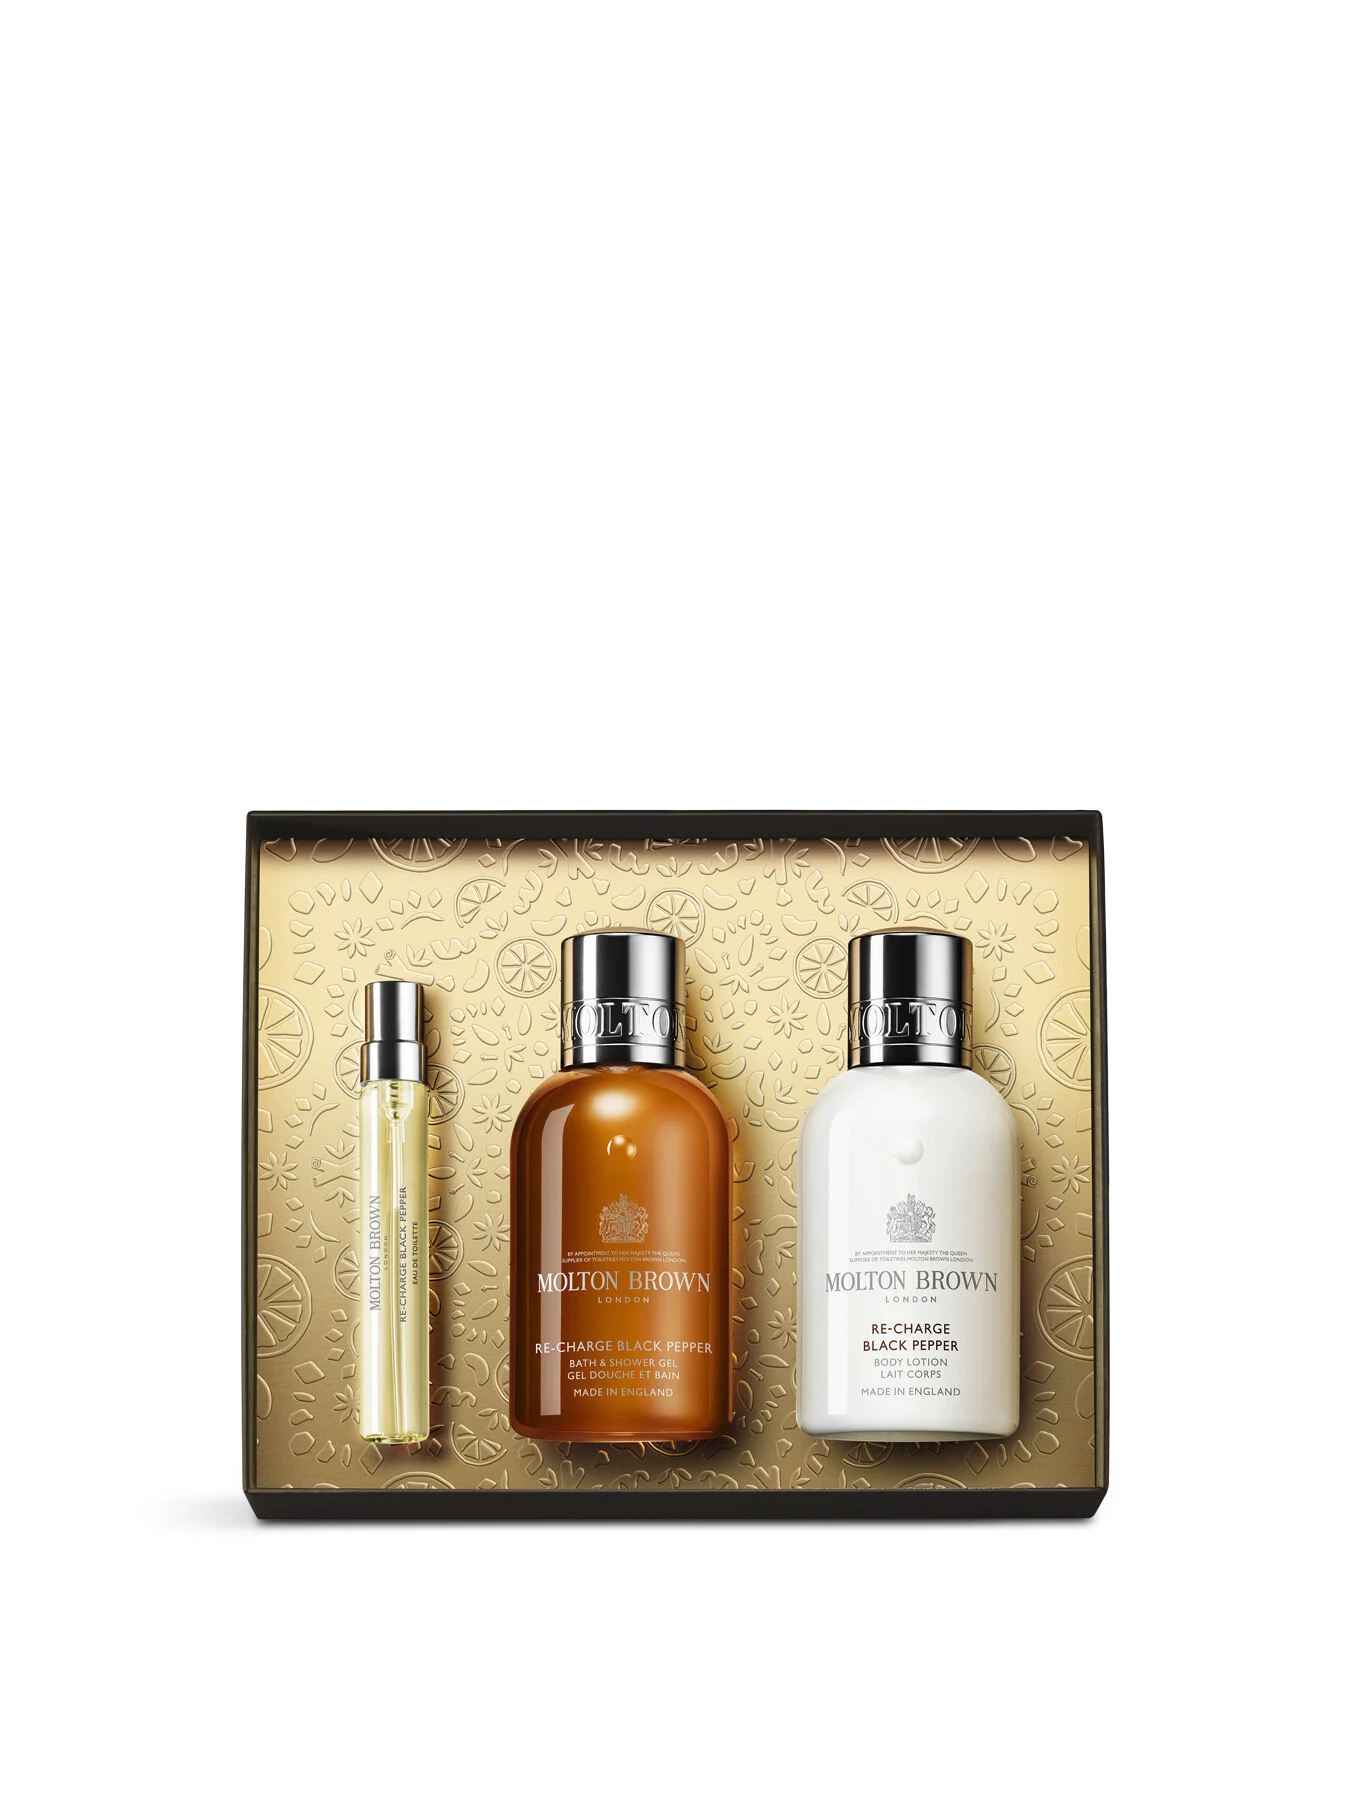 MOLTON BROWN
LONDON
RE-CHARGE BLACK PEPPER
EAU DE TOILETTE
MOLTON
BY APPOINTMENT TO HER MAJESTY THE QUEEN
SUPPLIER OF TOILETRIES MOLTON BROWN LONDON
MOLTON BROWN
LONDON
RE-CHARGE BLACK PEPPER
BATH & SHOWER GEL
GEL DOUCHE ET BAIN
MADE IN ENGLAND
MOLTON
BY APPOINTMENT TO HER MAJESTY THE QUEEN
SUPPLIER OF TOILETRIES MOLTON BROWN LONDON
MOLTON BROWN
LONDON
RE-CHARGE
BLACK PEPPER
BODY LOTION
LAIT CORPS
MADE IN ENGLAND